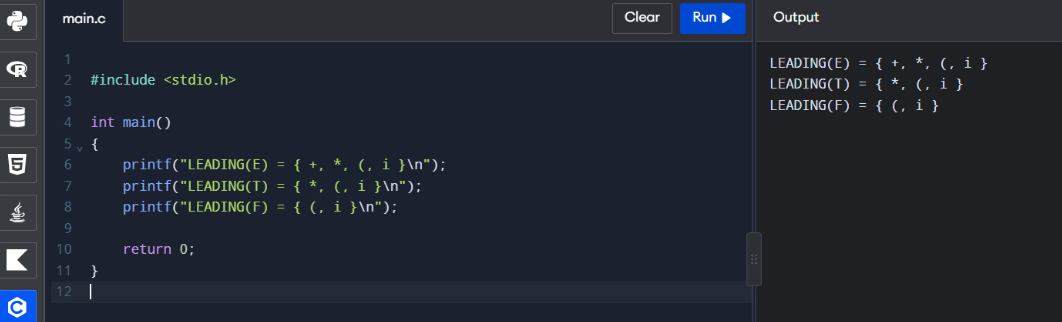 main.c
Clear
Run
Output
1
2 #include <stdio.h>
3
4 int main()
5 {
6 printf("LEADING(E) = { +, *, (, i }\n");
7 printf("LEADING(T) = { *, (, i }\n");
8 printf("LEADING(F) = { (, i }\n");
9
10 return 0;
11 }
12
LEADING(E) = { +, *, (, i }
LEADING(T) = { *, (, i }
LEADING(F) = { (, i }